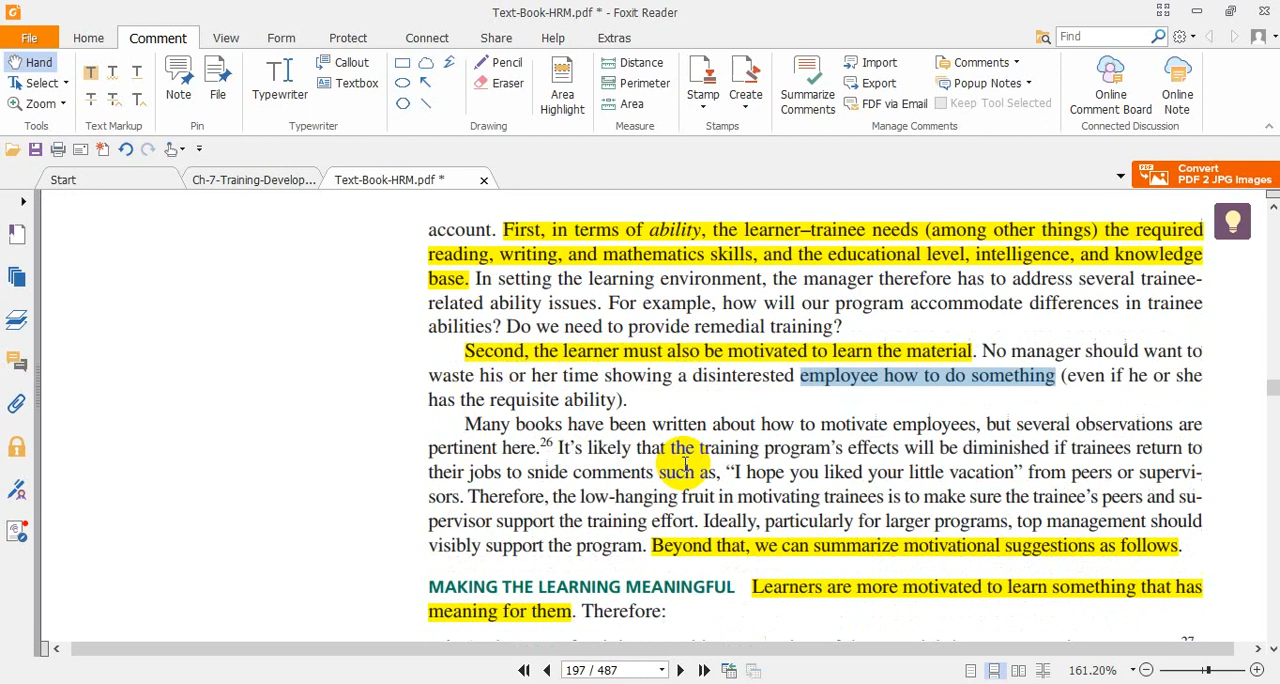 Text-Book-HRM.pdf * - Foxit Reader
File Home Comment View Form Protect Connect Share Help Extras Find
Hand
Select
Zoom
Tools
T T T
T T T
Text Markup
Note File
Pin
Typewriter
Callout
Textbox
Typewriter
Pencil
Eraser
Drawing
Area
Highlight
Distance
Perimeter
Area
Measure
Stamp Create
Stamps
Summarize
Comments
Import
Export
FDF via Email
Comments
Popup Notes
Keep Tool Selected
Manage Comments
Online
Comment Board
Online
Note
Connected Discussion
Start Ch-7-Training-Develop... Text-Book-HRM.pdf *
Convert
PDF 2 JPG Images
account. First, in terms of ability, the learner–trainee needs (among other things) the required
reading, writing, and mathematics skills, and the educational level, intelligence, and knowledge
base. In setting the learning environment, the manager therefore has to address several trainee-
related ability issues. For example, how will our program accommodate differences in trainee
abilities? Do we need to provide remedial training?
Second, the learner must also be motivated to learn the material. No manager should want to
waste his or her time showing a disinterested employee how to do something (even if he or she
has the requisite ability).
Many books have been written about how to motivate employees, but several observations are
pertinent here.26 It’s likely that the training program’s effects will be diminished if trainees return to
their jobs to snide comments such as, “I hope you liked your little vacation” from peers or supervi-
sors. Therefore, the low-hanging fruit in motivating trainees is to make sure the trainee’s peers and su-
pervisor support the training effort. Ideally, particularly for larger programs, top management should
visibly support the program. Beyond that, we can summarize motivational suggestions as follows.
MAKING THE LEARNING MEANINGFUL Learners are more motivated to learn something that has
meaning for them. Therefore:
197 / 487
161.20%